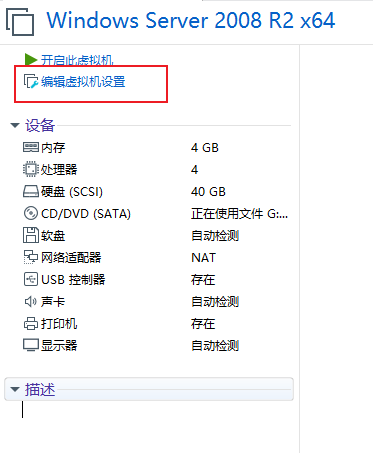 Windows Server 2008 R2 x64
开启此虚拟机
编辑虚拟机设置
设备
内存 4 GB
处理器 4
硬盘 (SCSI) 40 GB
CD/DVD (SATA) 正在使用文件 G:...
软盘 自动检测
网络适配器 NAT
USB 控制器 存在
声卡 自动检测
打印机 存在
显示器 自动检测
描述